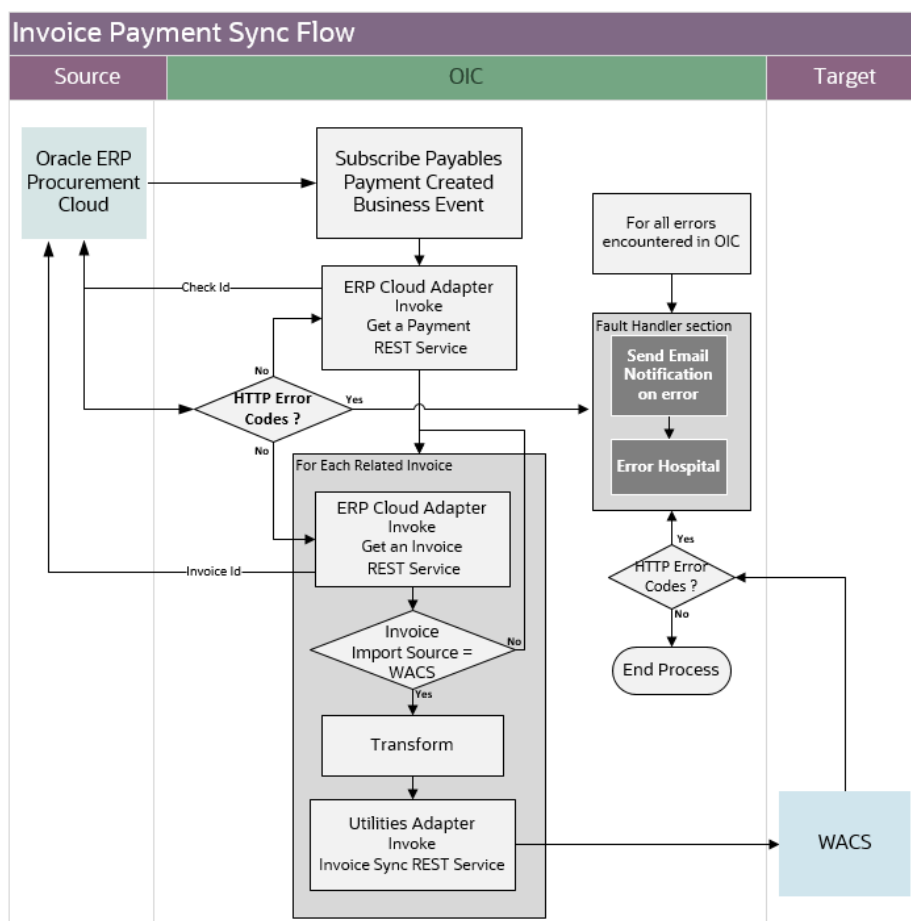 Invoice Payment Sync Flow
Source
OIC
Target
Oracle ERP
Procurement
Cloud
Subscribe Payables
Payment Created
Business Event
For all errors
encountered in OIC
Check Id
ERP Cloud Adapter
Invoke
Get a Payment
REST Service
Fault Handler section
Send Email
Notification
on error
Error Hospital
No
HTTP Error
Codes ?
Yes
No
For Each Related Invoice
ERP Cloud Adapter
Invoke
Get an Invoice
REST Service
Invoice Id
Yes
HTTP Error
Codes ?
No
End Process
Invoice
Import Source =
WACS
No
Yes
Transform
Utilities Adapter
Invoke
Invoice Sync REST Service
WACS